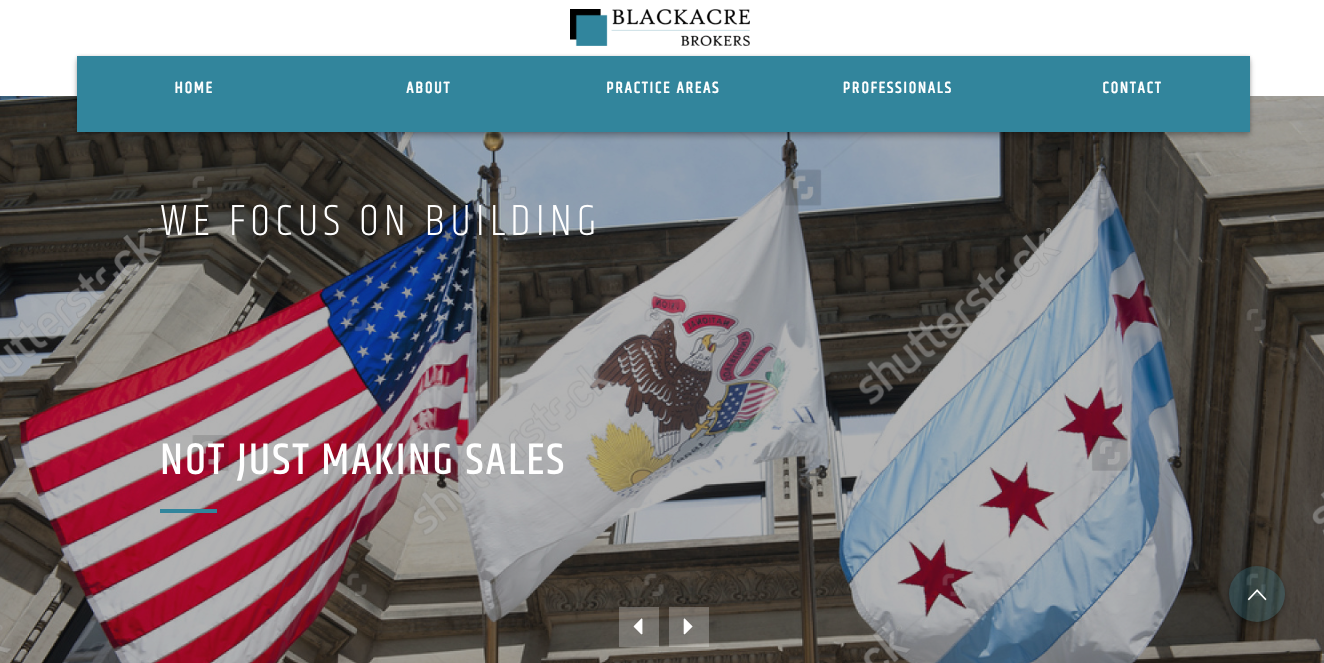 BLACKACRE
BROKERS
HOME
ABOUT
PRACTICE AREAS
PROFESSIONALS
CONTACT
WE FOCUS ON BUILDING
NOT JUST MAKING SALES
shutterstock
shutterstock
shutterstock